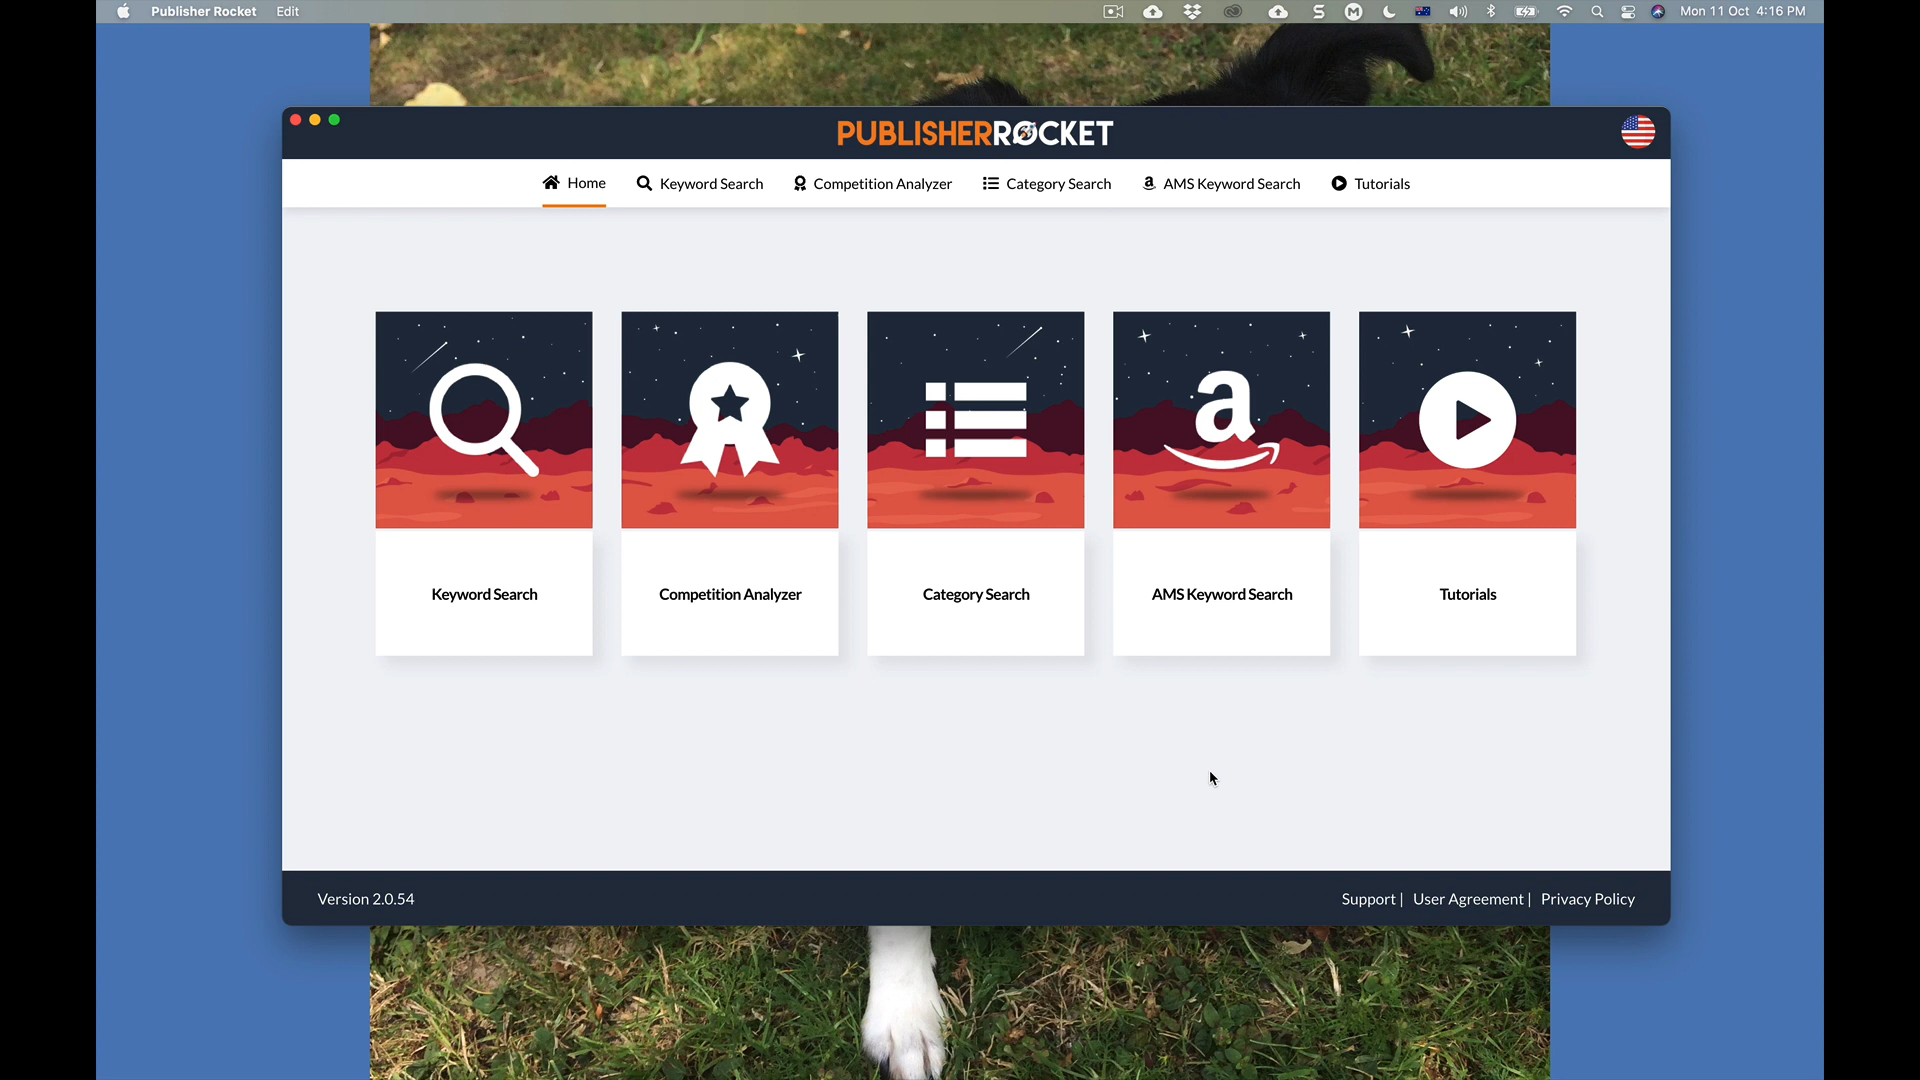 Publisher Rocket Edit Mon 11 Oct 4:16 PM
PUBLISHERROCKET
Home Keyword Search Competition Analyzer Category Search AMS Keyword Search Tutorials
Keyword Search Competition Analyzer Category Search AMS Keyword Search Tutorials
Version 2.0.54 Support | User Agreement | Privacy Policy